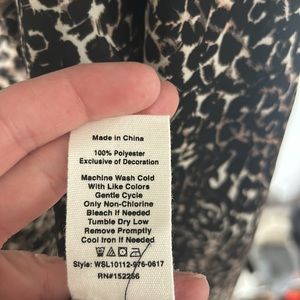 Made in China
100% Polyester
Exclusive of Decoration
Machine Wash Cold
With Like Colors
Gentle Cycle
Only Non-Chlorine
Bleach If Needed
Tumble Dry Low
Remove Promptly
Cool Iron If Needed
Style: WSL10112-976-0617
RN#152256